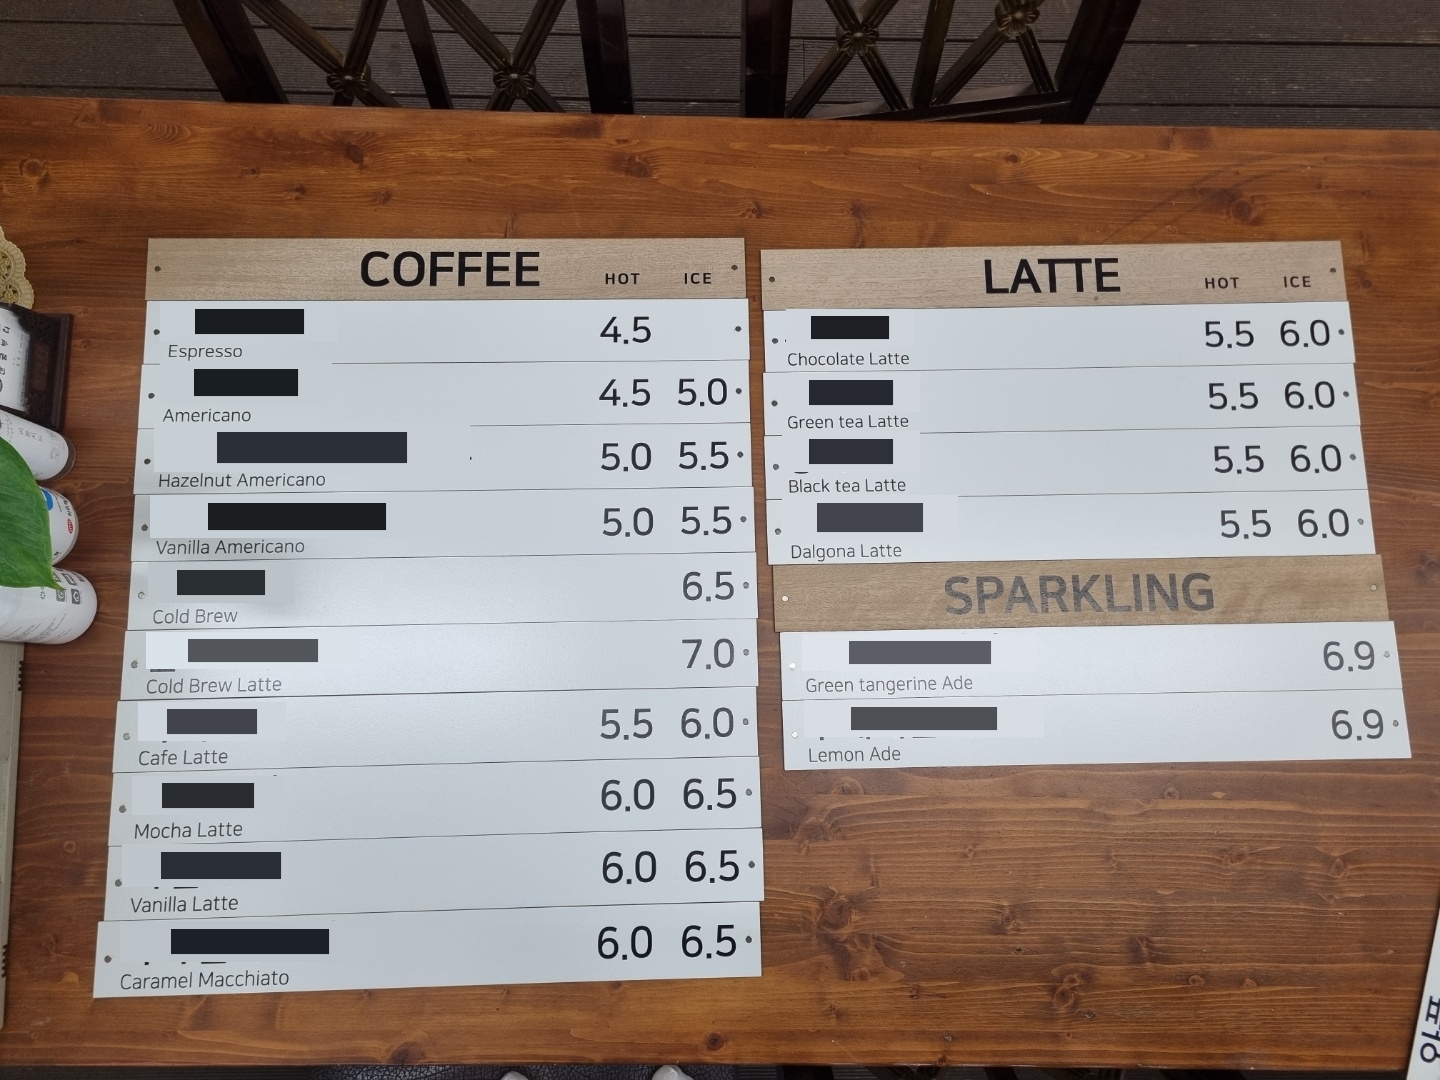 COFFEE HOT ICE
4.5
Espresso
4.5 5.0
Americano
5.0 5.5
Hazelnut Americano
5.0 5.5
Vanilla Americano
6.5
Cold Brew
7.0
Cold Brew Latte
5.5 6.0
Cafe Latte
6.0 6.5
Mocha Latte
6.0 6.5
Vanilla Latte
6.0 6.5
Caramel Macchiato
LATTE HOT ICE
5.5 6.0
Chocolate Latte
5.5 6.0
Green tea Latte
5.5 6.0
Black tea Latte
5.5 6.0
Dalgona Latte
SPARKLING
6.9
Green tangerine Ade
6.9
Lemon Ade